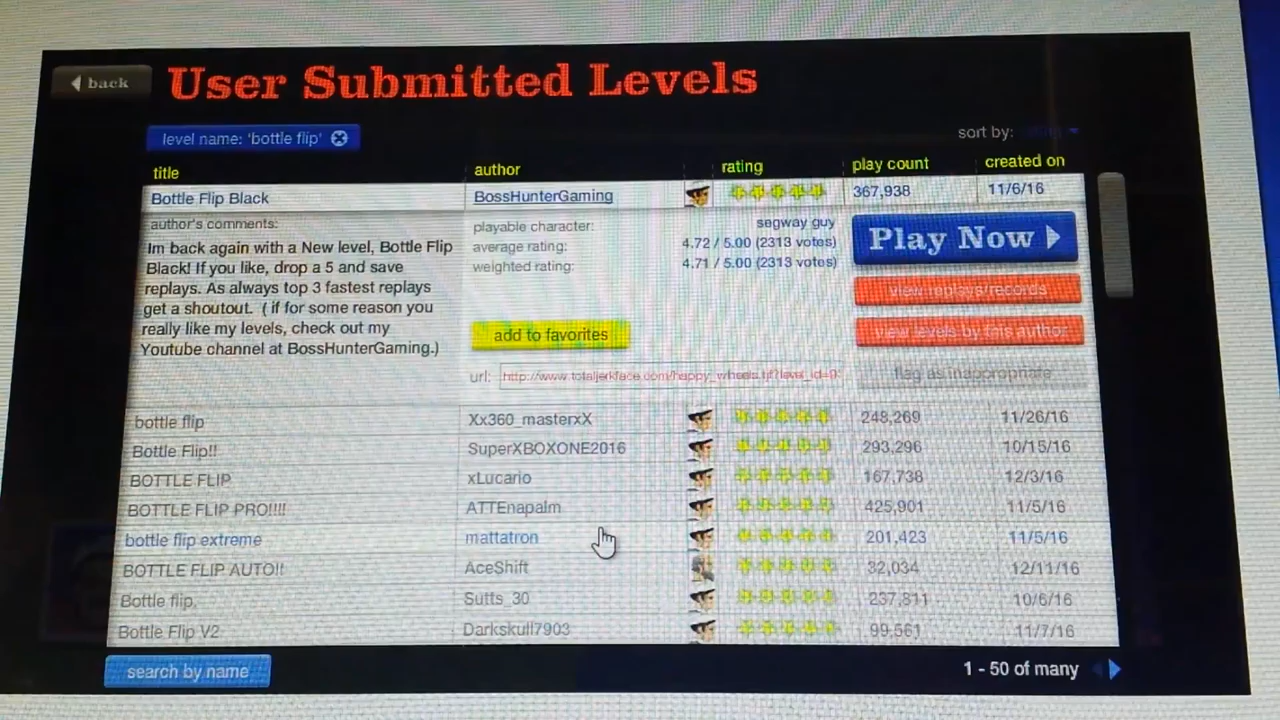 back
User Submitted Levels
level name: 'bottle flip'
sort by:
title author rating play count created on
Bottle Flip Black BossHunterGaming 367,938 11/6/16
author's comments:
Im back again with a New level, Bottle Flip
Black! If you like, drop a 5 and save
replays. As always top 3 fastest replays
get a shoutout. ( if for some reason you
really like my levels, check out my
Youtube channel at BossHunterGaming.)
playable character: segway guy
average rating: 4.72 / 5.00 (2313 votes)
weighted rating: 4.71 / 5.00 (2313 votes)
add to favorites
url: http://www.totaljerkface.com/happy_wheels.tjf?level_id=9
Play Now
view replays/records
view levels by this author
flag as inappropriate
bottle flip Xx360_masterxX 248,269 11/26/16
Bottle Flip!! SuperXBOXONE2016 293,296 10/15/16
BOTTLE FLIP xLucario 167,738 12/3/16
BOTTLE FLIP PRO!!!! ATTEnapalm 425,901 11/5/16
bottle flip extreme mattatron 201,423 11/5/16
BOTTLE FLIP AUTO!! AceShift 32,034 12/11/16
Bottle flip. Sutts_30 237,811 10/6/16
Bottle Flip V2 Darkskull7903 99,561 11/7/16
search by name
1 - 50 of many